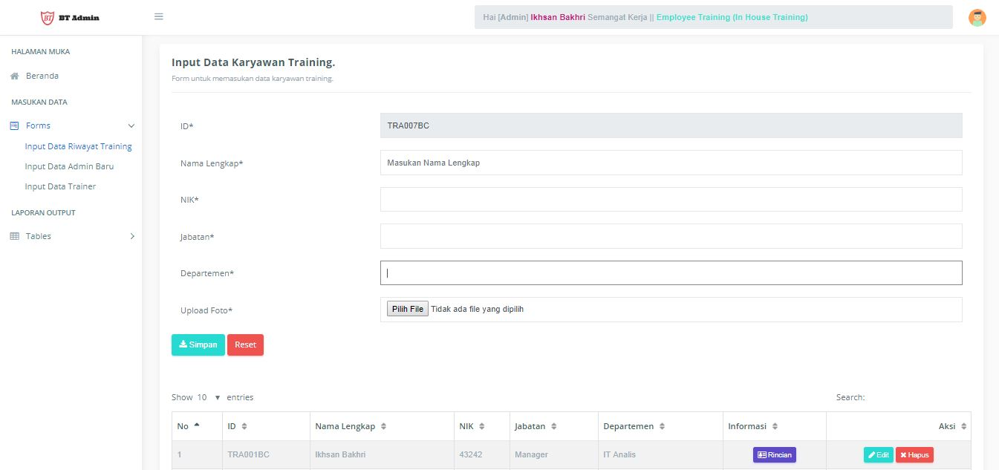 BT Admin
Hai [Admin] Ikhsan Bakhri Semangat Kerja || Employee Training (In House Training)
HALAMAN MUKA
Beranda
MASUKAN DATA
Forms
Input Data Riwayat Training
Input Data Admin Baru
Input Data Trainer
LAPORAN OUTPUT
Tables
Input Data Karyawan Training.
Form untuk memasukan data karyawan training.
ID* TRA007BC
Nama Lengkap* Masukan Nama Lengkap
NIK*
Jabatan*
Departemen*
Upload Foto* Pilih File Tidak ada file yang dipilih
Simpan Reset
Show 10 entries Search:
No ID Nama Lengkap NIK Jabatan Departemen Informasi Aksi
1 TRA001BC Ikhsan Bakhri 43242 Manager IT Analis Rincian Edit Hapus